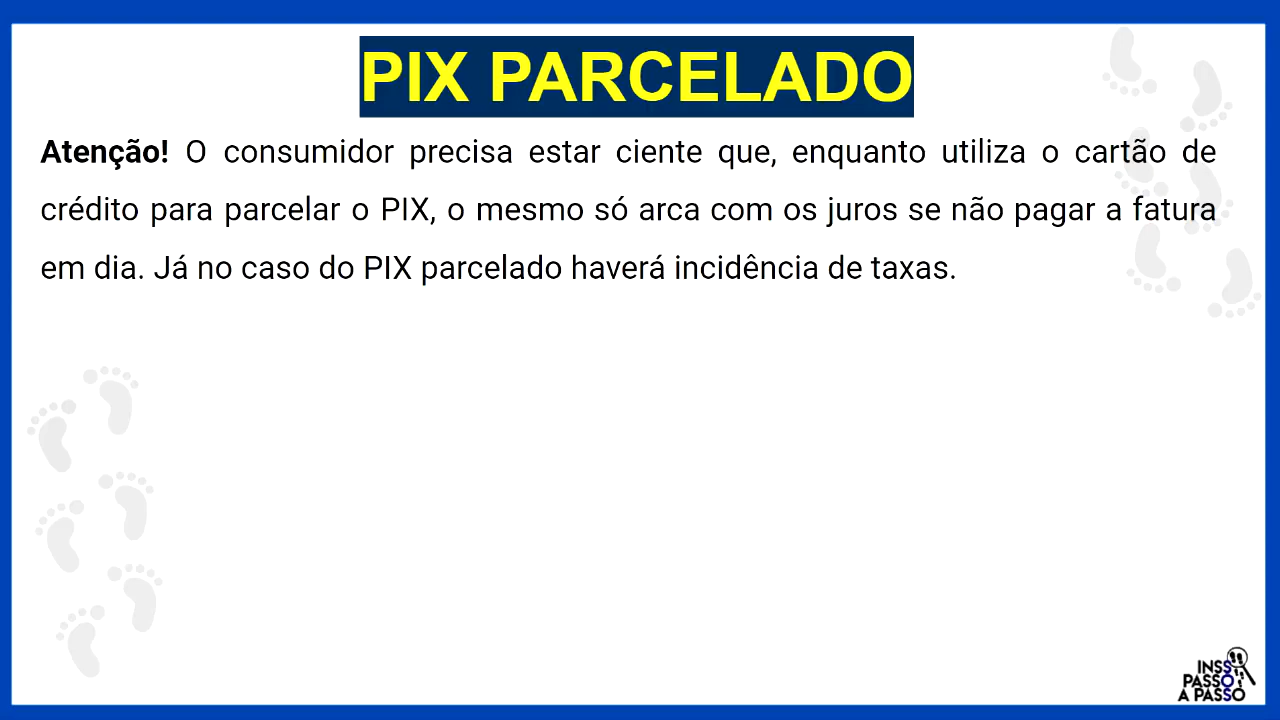 PIX PARCELADO
Atenção! O consumidor precisa estar ciente que, enquanto utiliza o cartão de
crédito para parcelar o PIX, o mesmo só arca com os juros se não pagar a fatura
em dia. Já no caso do PIX parcelado haverá incidência de taxas.
INSS
PASSO
A PASSO